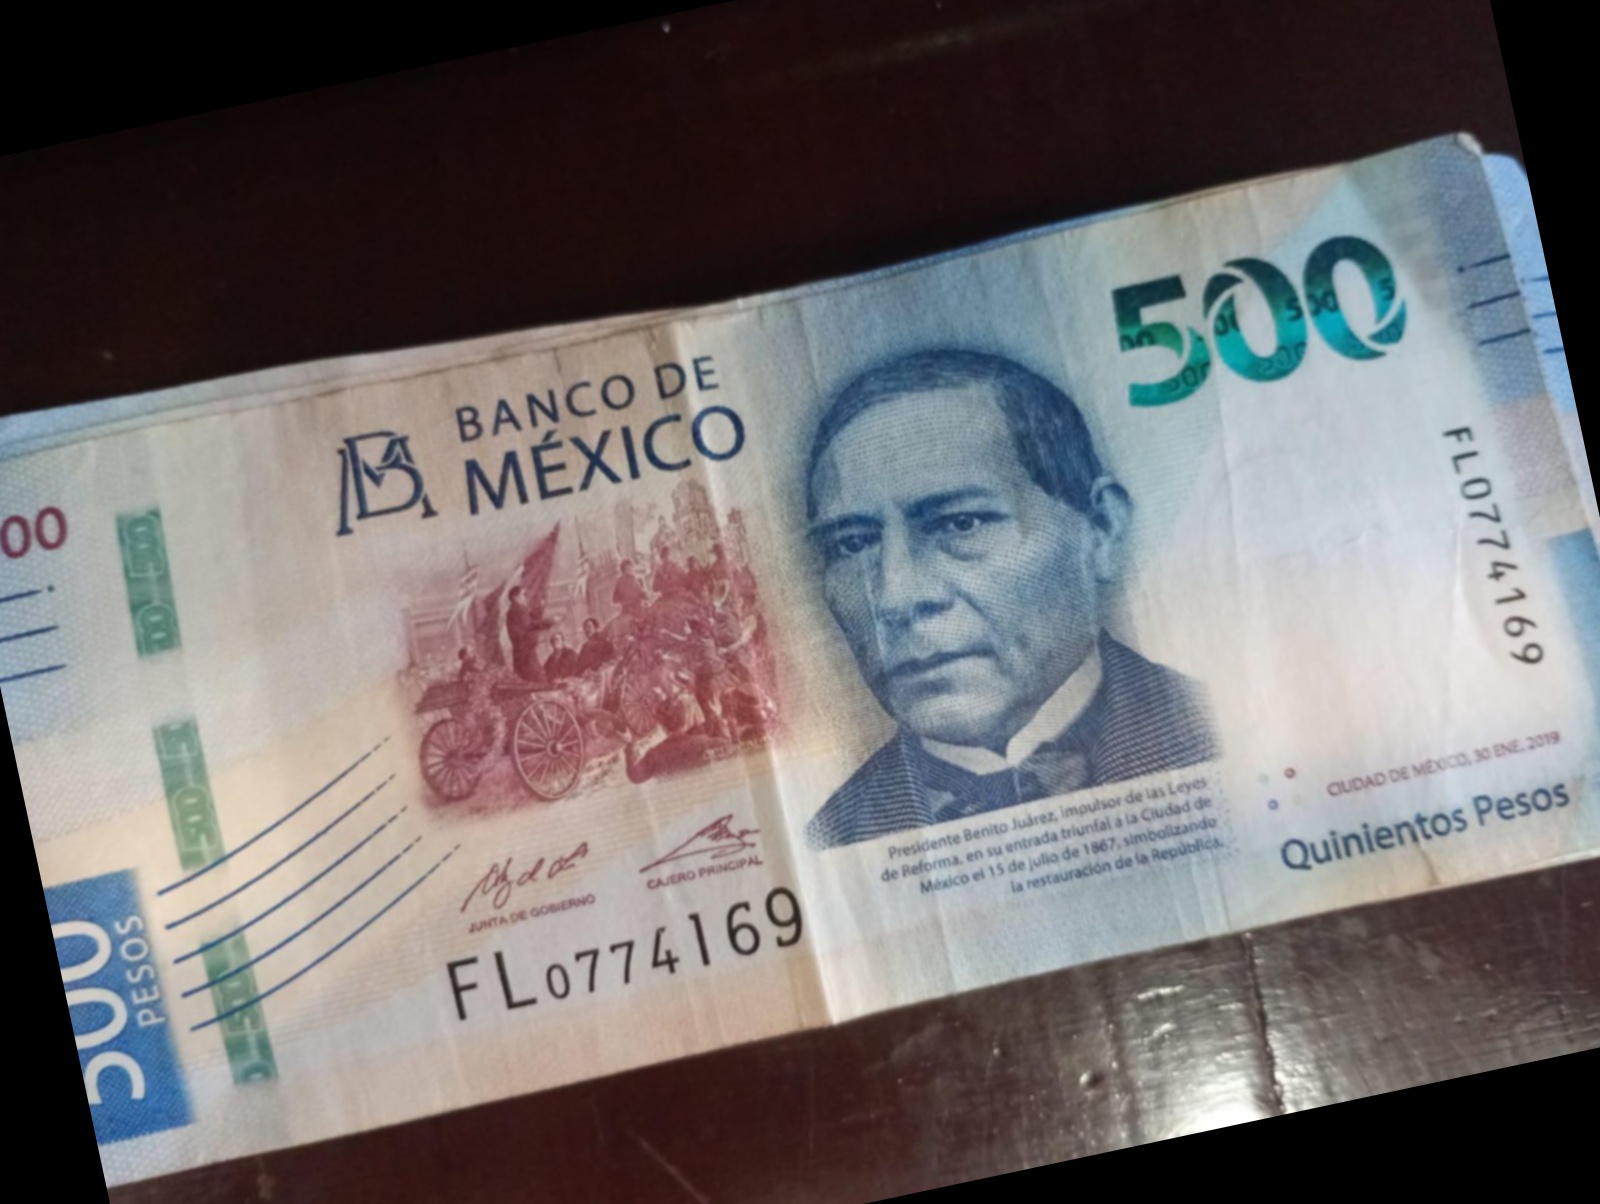 BANCO DE
MÉXICO
500
00
FL0774169
JUNTA DE GOBIERNO
CAJERO PRINCIPAL
FL0774169
Presidente Benito Juárez, impulsor de las Leyes
de Reforma, en su entrada triunfal a la Ciudad de
México el 15 de julio de 1867, simbolizando
la restauración de la República.
CIUDAD DE MÉXICO, 30 ENE. 2019
Quinientos Pesos
500
PESOS